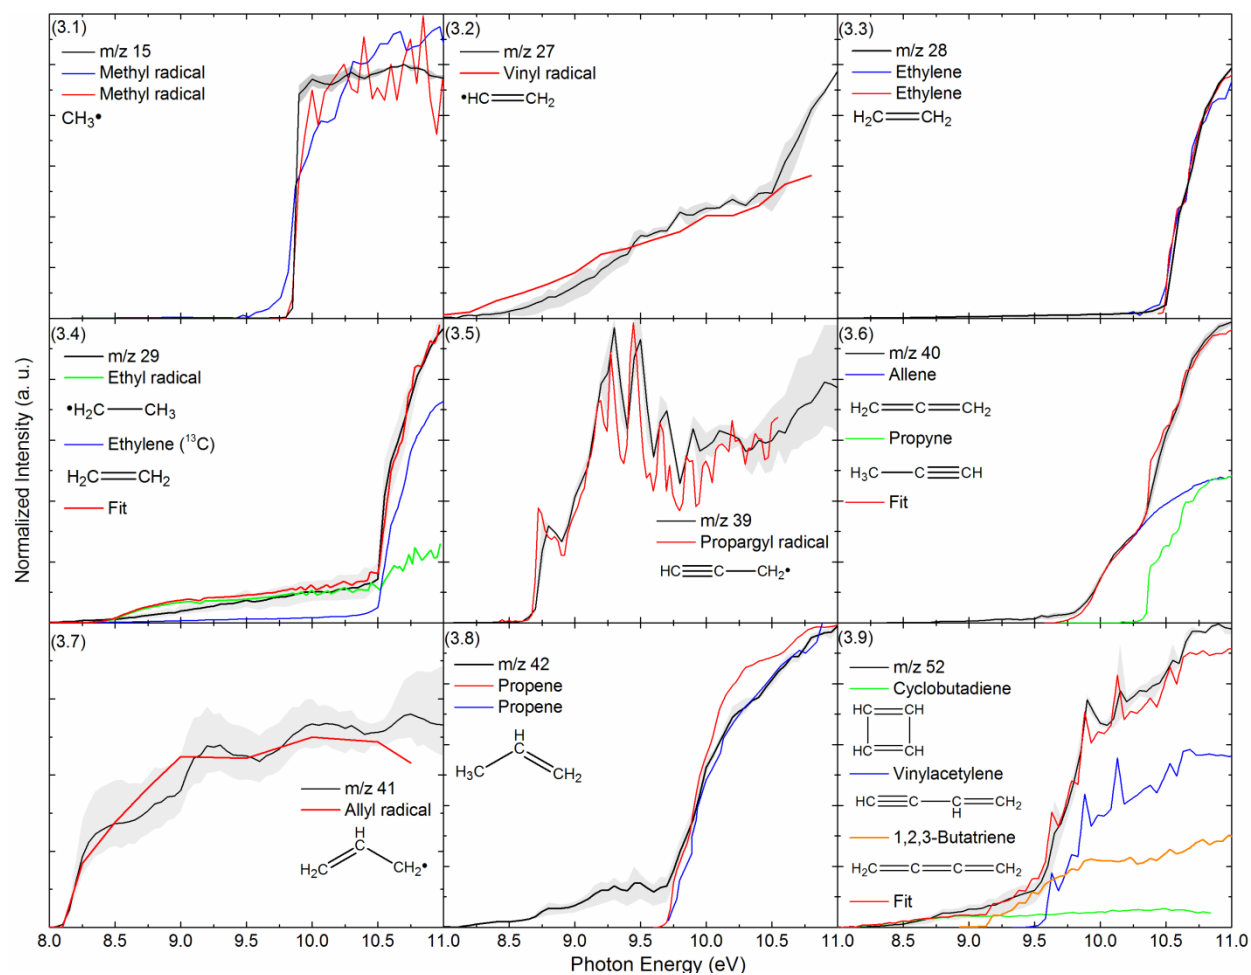 (3.1)
m/z 15
Methyl radical
Methyl radical
CH₃•
(3.2)
m/z 27
Vinyl radical
•HC CH₂
(3.3)
m/z 28
Ethylene
Ethylene
H₂C CH₂
(3.4)
m/z 29
Ethyl radical
•H₂C CH₃
Ethylene (¹³C)
H₂C CH₂
Fit
(3.5)
m/z 39
Propargyl radical
HC CH₂•
(3.6)
m/z 40
Allene
H₂C CH₂
Propyne
H₃C CH
Fit
(3.7)
m/z 41
Allyl radical
H
H₂C CH₂•
(3.8)
m/z 42
Propene
Propene
H
H₃C CH₂
(3.9)
m/z 52
Cyclobutadiene
HC CH
HC CH
Vinylacetylene
HC CH₂
H
1,2,3-Butatriene
H₂C CH₂
Fit
Normalized Intensity (a. u.)
8.0 8.5 9.0 9.5 10.0 10.5 11.0 8.5 9.0 9.5 10.0 10.5 11.0 8.5 9.0 9.5 10.0 10.5 11.0
Photon Energy (eV)